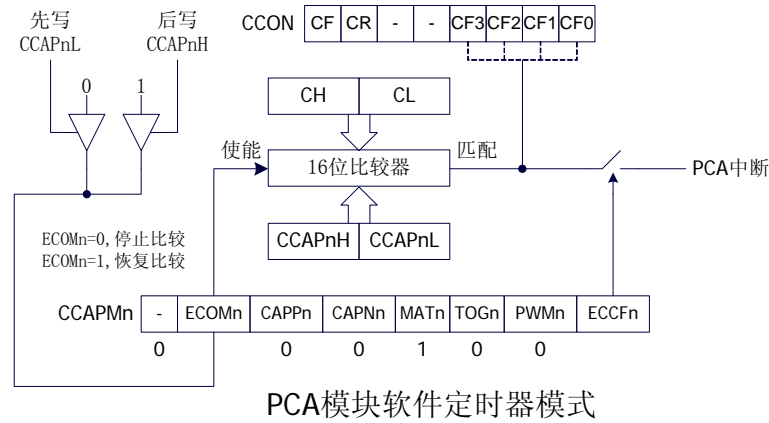 先写
CCAPnL
后写
CCAPnH
CCON CF CR - - CF3 CF2 CF1 CF0
0 1
CH CL
使能
16位比较器
匹配
PCA中断
CCAPnH CCAPnL
ECOMn=0,停止比较
ECOMn=1,恢复比较
CCAPMn - ECOMn CAPPn CAPNn MATn TOGn PWMn ECCFn
0 0 0 1 0 0
PCA模块软件定时器模式